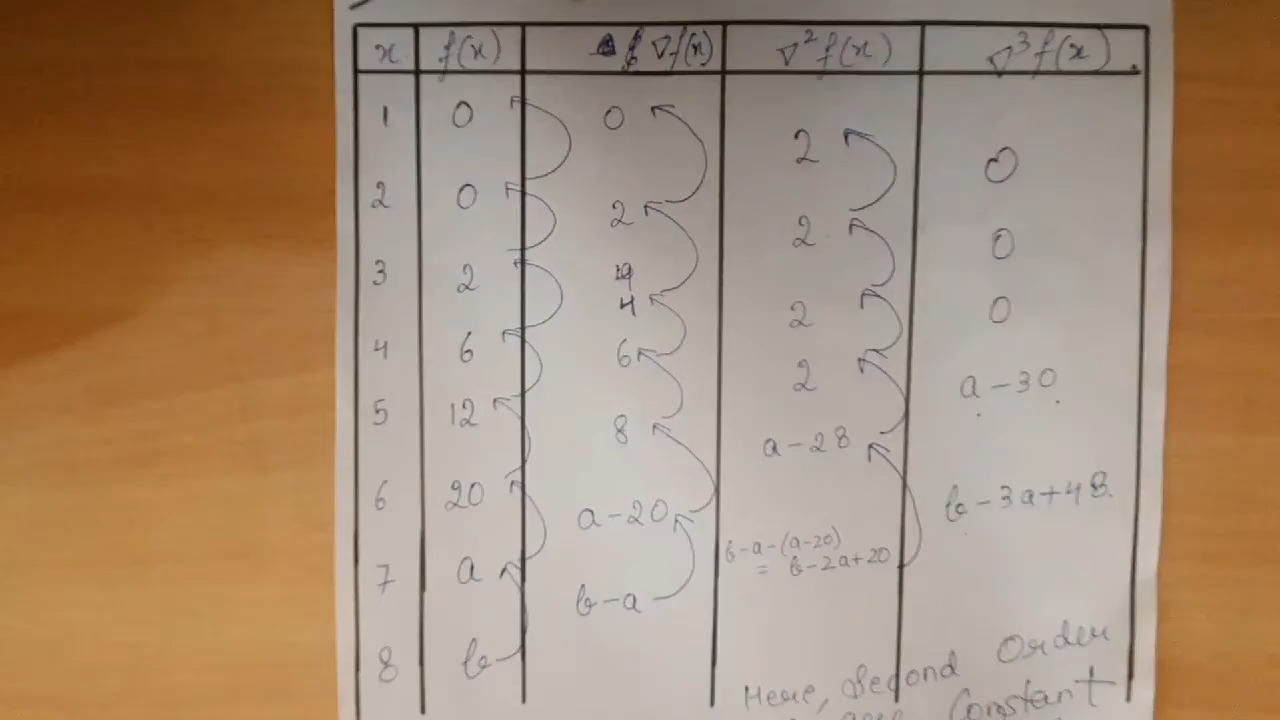 x f(x) ∇f(x) ∇²f(x) ∇³f(x).
1 0 0 2 0
2 0 2 2 0
3 2 4 2 0
4 6 6 2 a-30
5 12 8 a-28
6 20 a-20 b-3a+48.
b-a-(a-20)
7 a = b-2a+20
b-a
8 b
Here, Second Order
are Constant